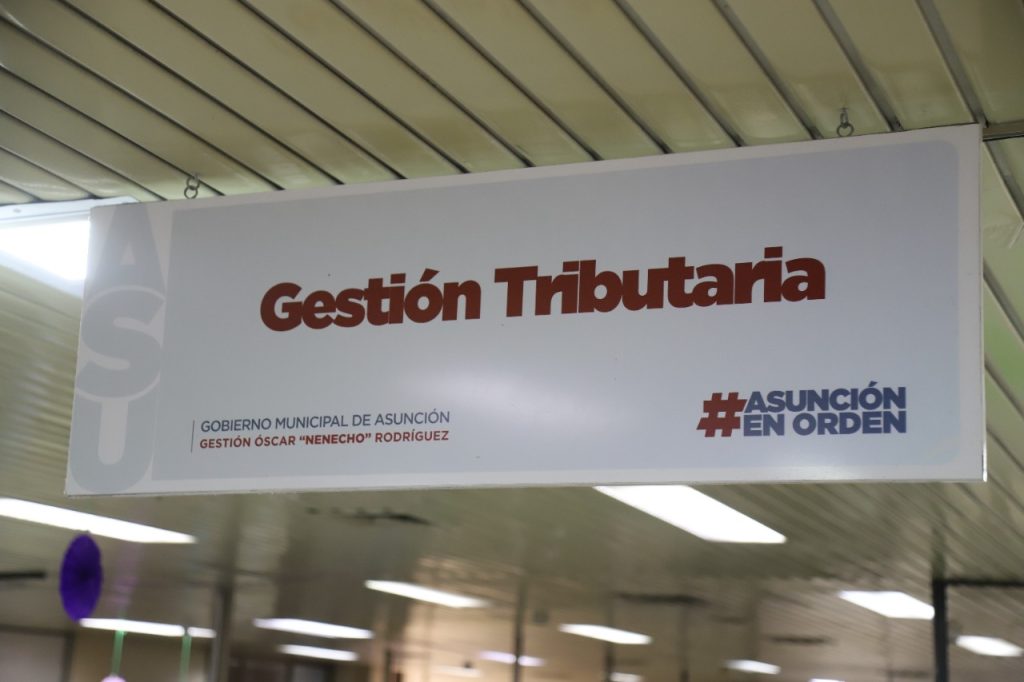 ASU
Gestión Tributaria
GOBIERNO MUNICIPAL DE ASUNCIÓN
GESTIÓN ÓSCAR “NENECHO” RODRÍGUEZ
#ASUNCIÓN
EN ORDEN